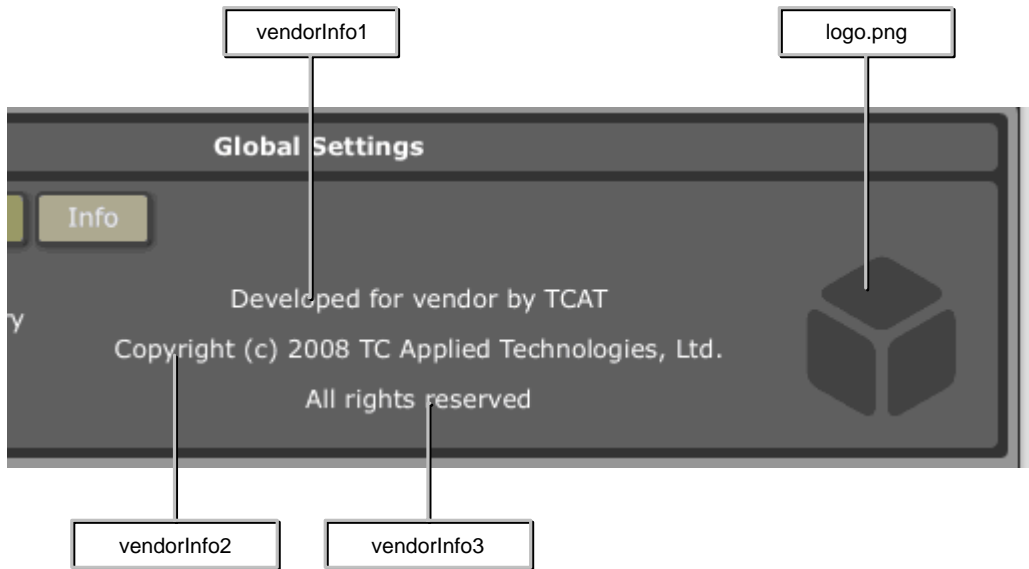 vendorInfo1
logo.png
Global Settings
Info
Developed for vendor by TCAT
ry
Copyright (c) 2008 TC Applied Technologies, Ltd.
All rights reserved
vendorInfo2
vendorInfo3